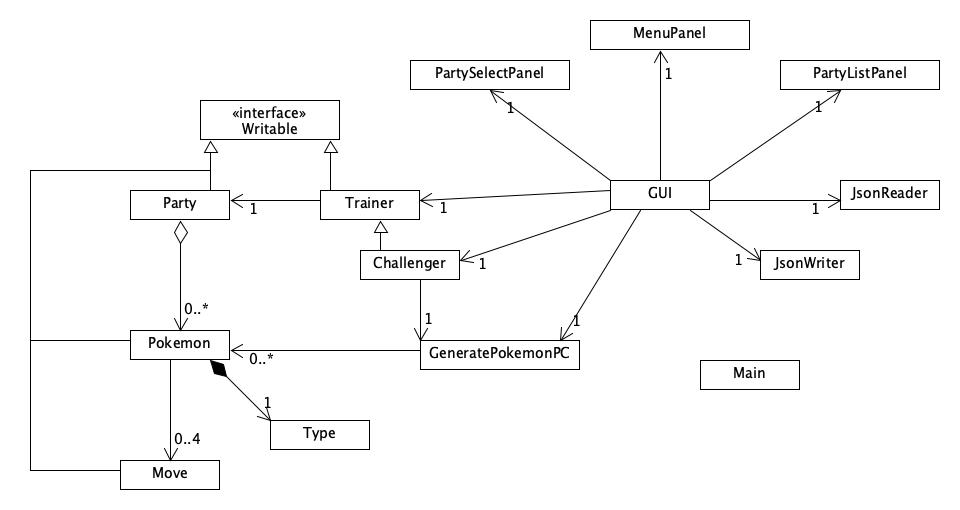 MenuPanel
PartySelectPanel
PartyListPanel
1
1
1
«interface»
Writable
Party
1
Trainer
1
GUI
1
JsonReader
Challenger
1
1
JsonWriter
0..*
1
1
Pokemon
0..*
GeneratePokemonPC
Main
1
0..4
Type
Move